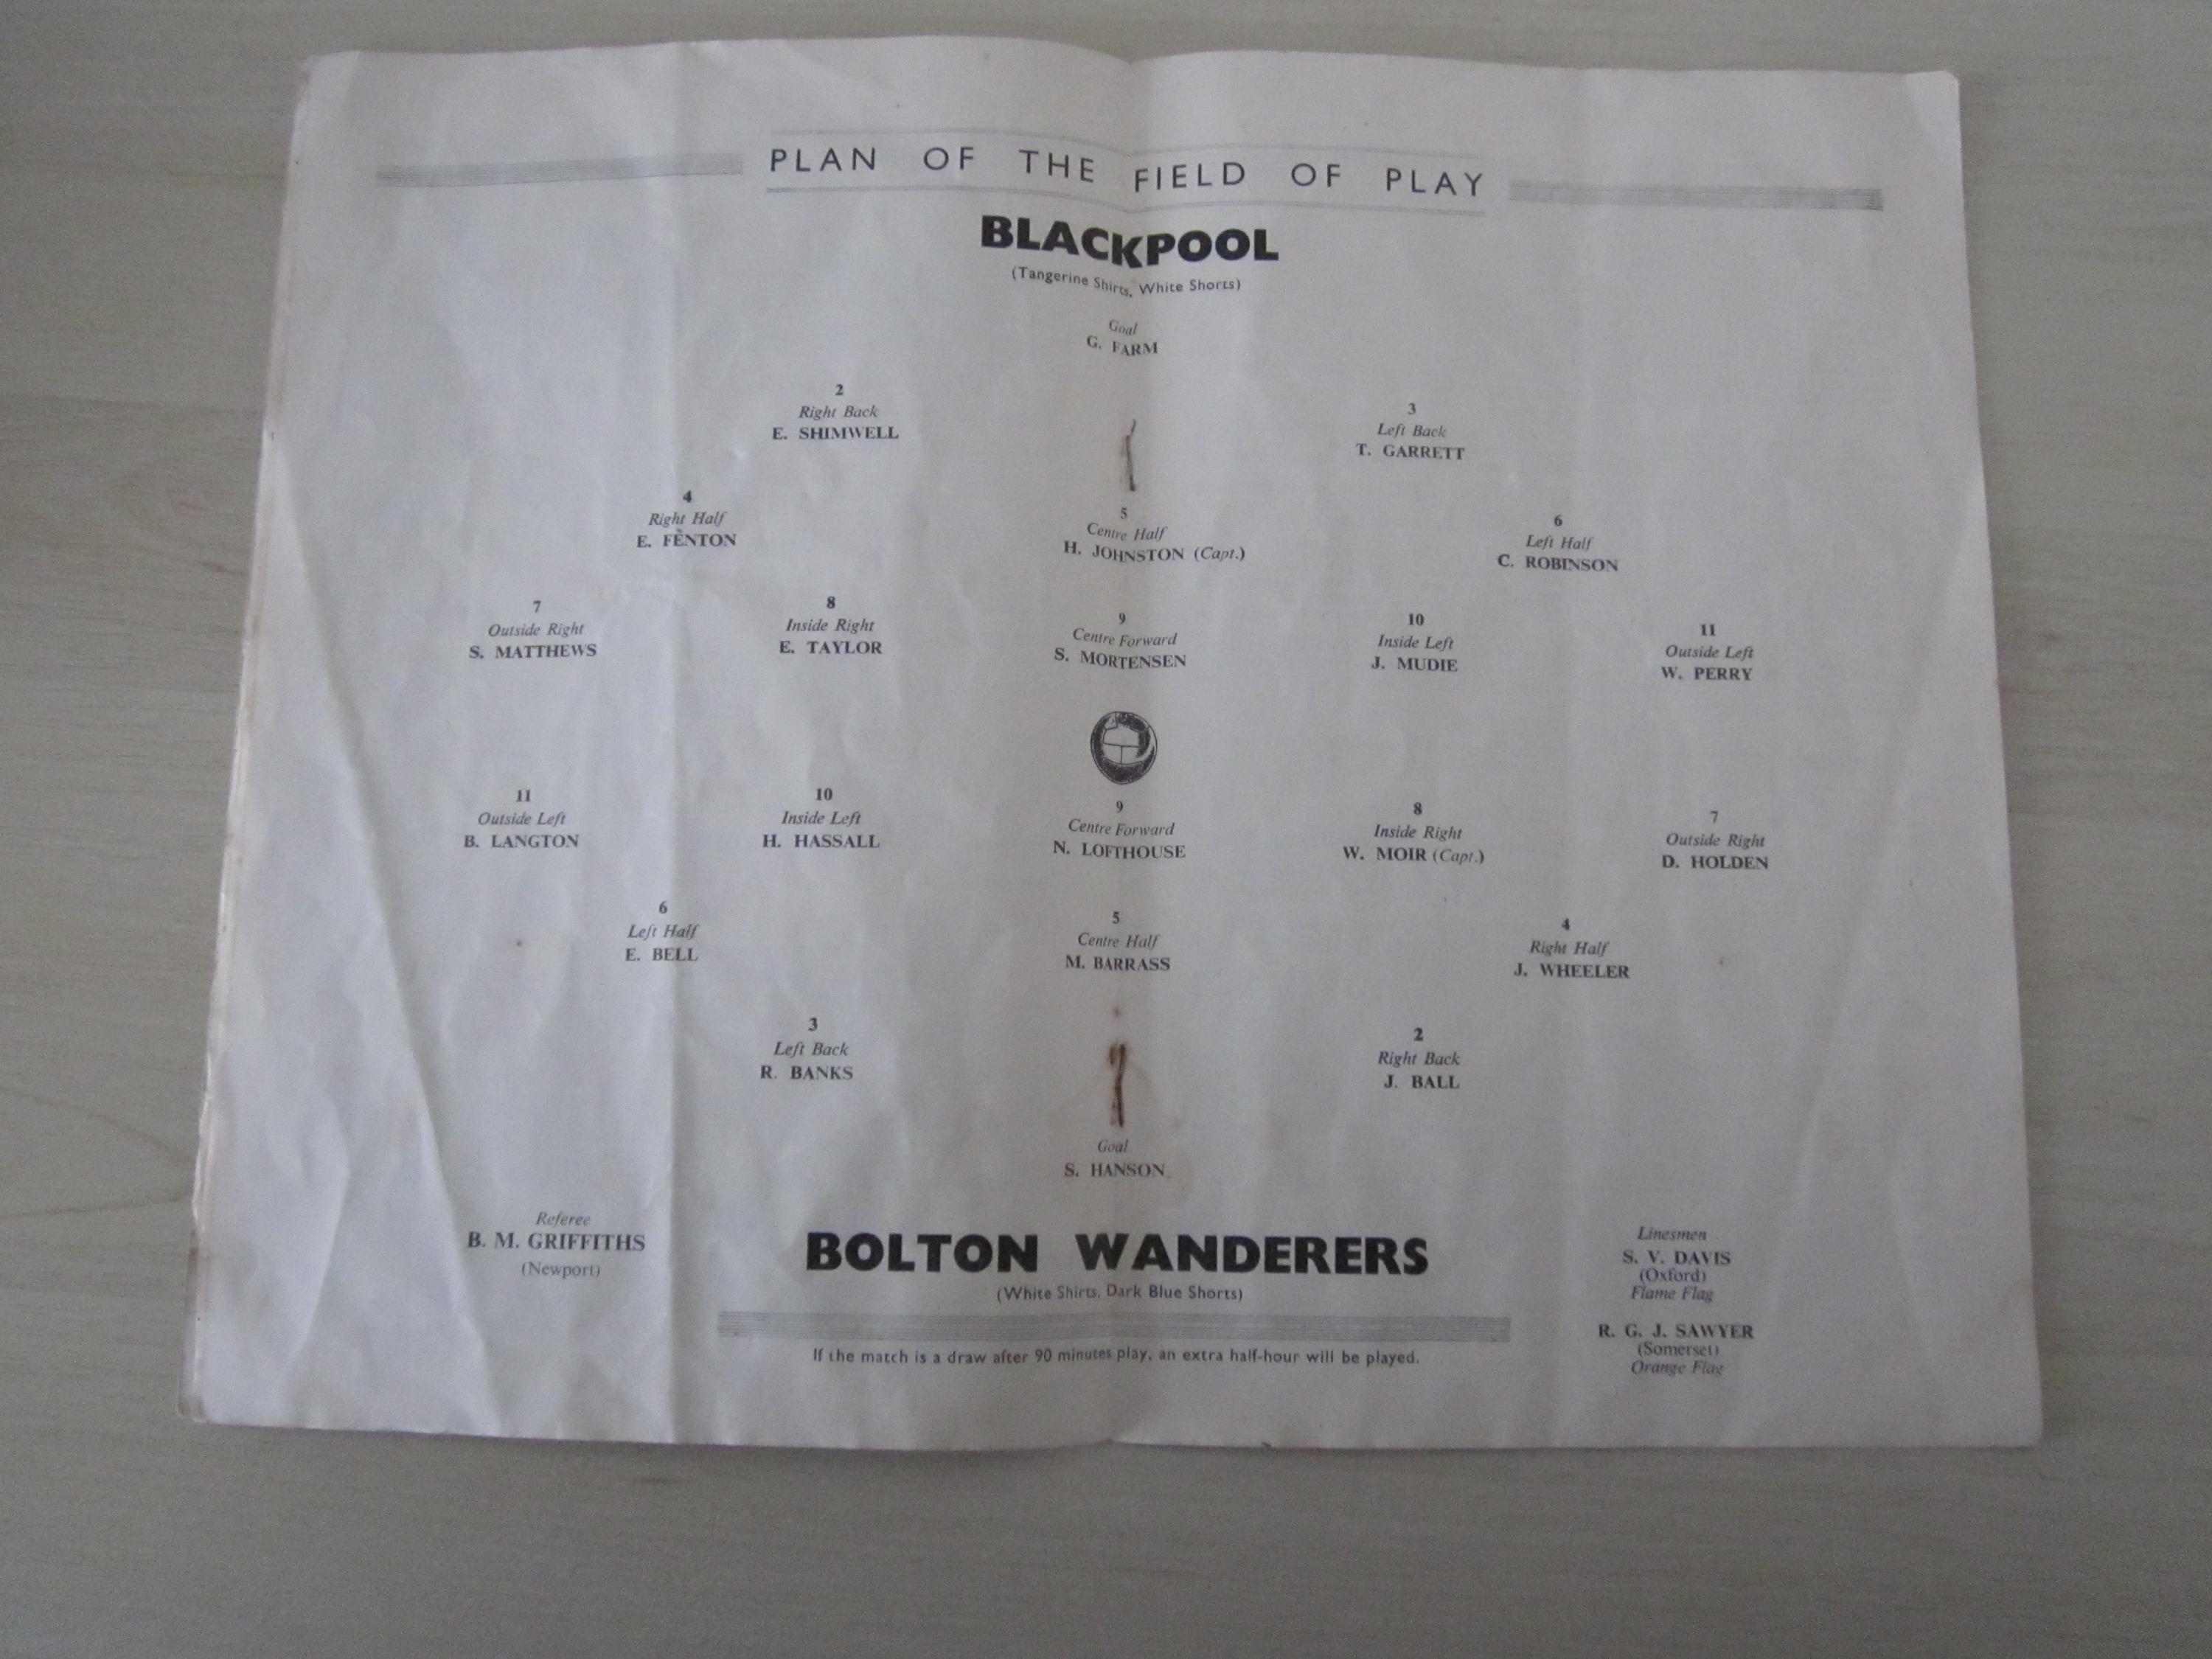 PLAN OF THE FIELD OF PLAY
BLACKPOOL
(Tangerine Shirts, White Shorts)
Goal
G. FARM
2
Right Back
E. SHIMWELL
3
Left Back
T. GARRETT
4
Right Half
E. FENTON
5
Centre Half
H. JOHNSTON (Capt.)
6
Left Half
C. ROBINSON
7
Outside Right
S. MATTHEWS
8
Inside Right
E. TAYLOR
9
Centre Forward
S. MORTENSEN
10
Inside Left
J. MUDIE
11
Outside Left
W. PERRY
11
Outside Left
B. LANGTON
10
Inside Left
H. HASSALL
9
Centre Forward
N. LOFTHOUSE
8
Inside Right
W. MOIR (Capt.)
7
Outside Right
D. HOLDEN
6
Left Half
E. BELL
5
Centre Half
M. BARRASS
4
Right Half
J. WHEELER
3
Left Back
R. BANKS
2
Right Back
J. BALL
Goal
S. HANSON
Referee
B. M. GRIFFITHS
(Newport)
BOLTON WANDERERS
(White Shirts, Dark Blue Shorts)
If the match is a draw after 90 minutes play, an extra half-hour will be played.
Linesmen
S. V. DAVIS
(Oxford)
Flame Flag
R. G. J. SAWYER
(Somerset)
Orange Flag